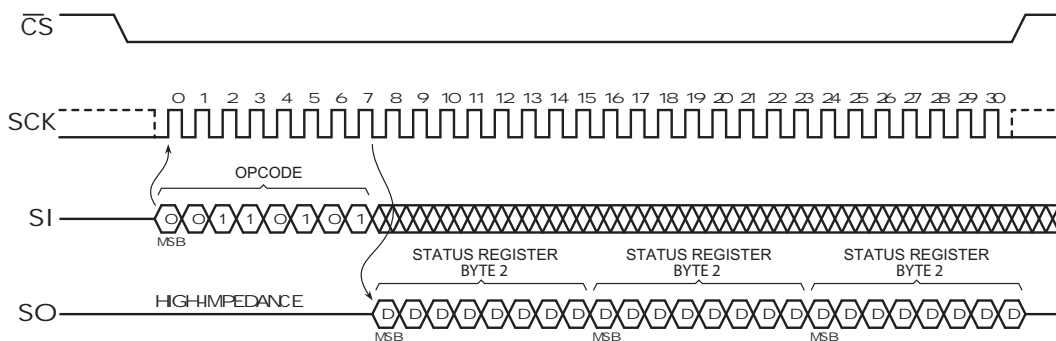 CS
0 1 2 3 4 5 6 7 8 9 10 11 12 13 14 15 16 17 18 19 20 21 22 23 24 25 26 27 28 29 30
SCK
OPCODE
SI 0 0 1 1 0 1 0 1
MSB
STATUS REGISTER BYTE 2 STATUS REGISTER BYTE 2 STATUS REGISTER BYTE 2
HIGH-IMPEDANCE
SO D D D D D D D D D D D D D D D D D D D D D D D D
MSB MSB MSB